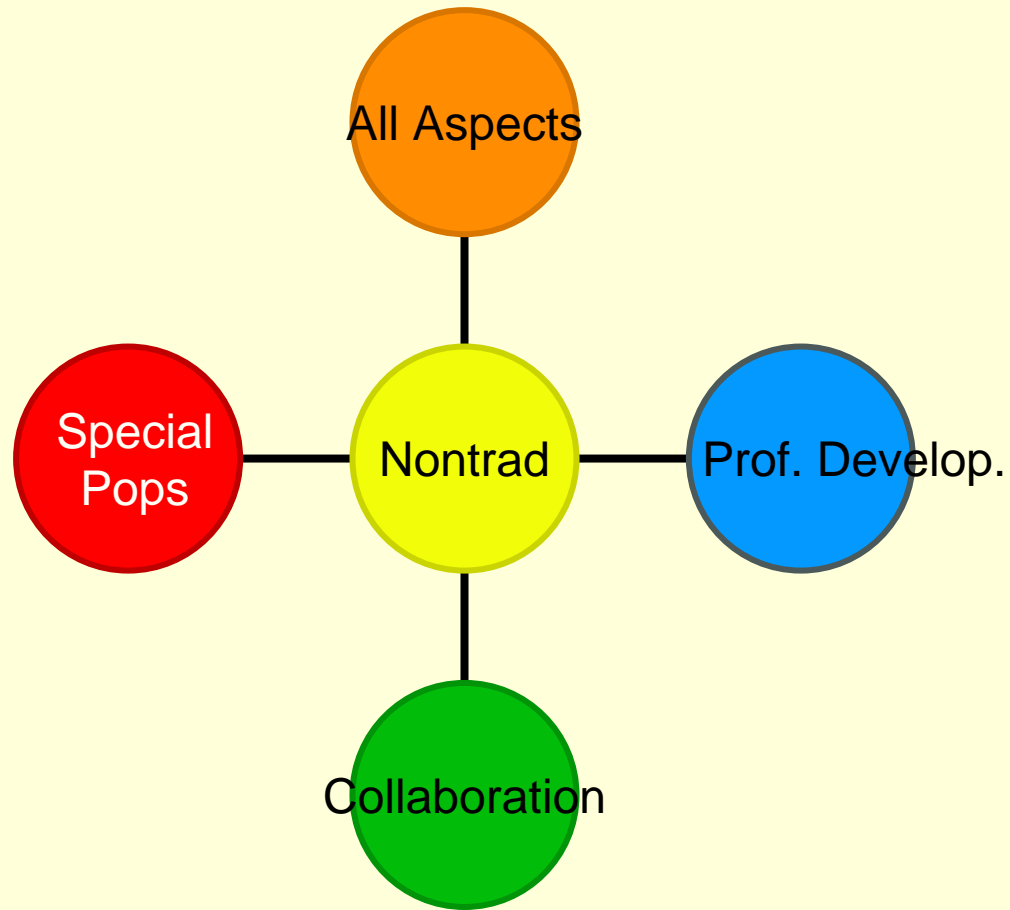 All Aspects
Special
Pops
Nontrad
Prof. Develop.
Collaboration